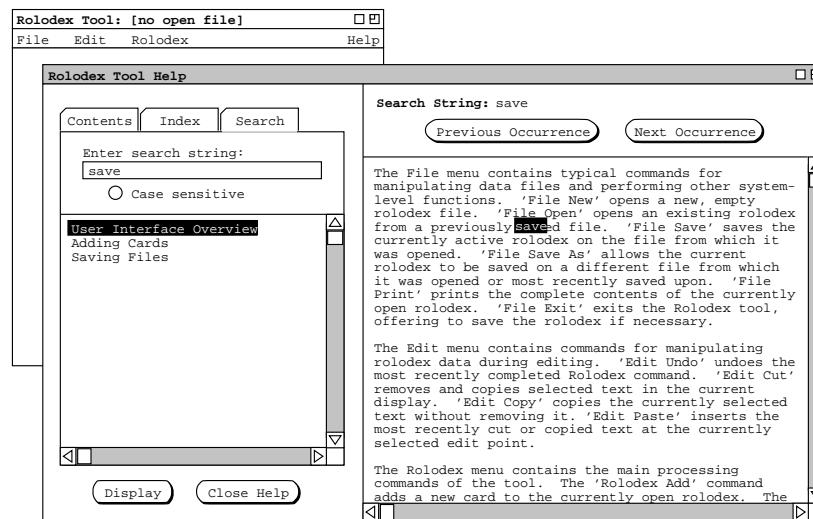 Rolodex Tool: [no open file]
File Edit Rolodex Help
Rolodex Tool Help
Contents Index Search
Enter search string:
save
Case sensitive
User Interface Overview
Adding Cards
Saving Files
Display Close Help
Search String: save
Previous Occurrence Next Occurrence
The File menu contains typical commands for
manipulating data files and performing other system-
level functions. 'File New' opens a new, empty
rolodex file. 'File Open' opens an existing rolodex
from a previously saved file. 'File Save' saves the
currently active rolodex on the file from which it
was opened. 'File Save As' allows the current
rolodex to be saved on a different file from which
it was opened or most recently saved upon. 'File
Print' prints the complete contents of the currently
open rolodex. 'File Exit' exits the Rolodex tool,
offering to save the rolodex if necessary.
The Edit menu contains commands for manipulating
rolodex data during editing. 'Edit Undo' undoes the
most recently completed Rolodex command. 'Edit Cut'
removes and copies selected text in the current
display. 'Edit Copy' copies the currently selected
text without removing it. 'Edit Paste' inserts the
most recently cut or copied text at the currently
selected edit point.
The Rolodex menu contains the main processing
commands of the tool. The 'Rolodex Add' command
adds a new card to the currently open rolodex. The